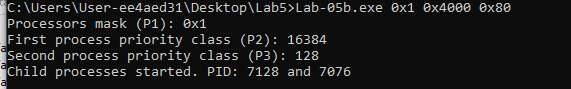 C:\Users\User-ee4aed31\Desktop\Lab5>Lab-05b.exe 0x1 0x4000 0x80
Processors mask (P1): 0x1
First process priority class (P2): 16384
Second process priority class (P3): 128
Child processes started. PID: 7128 and 7076